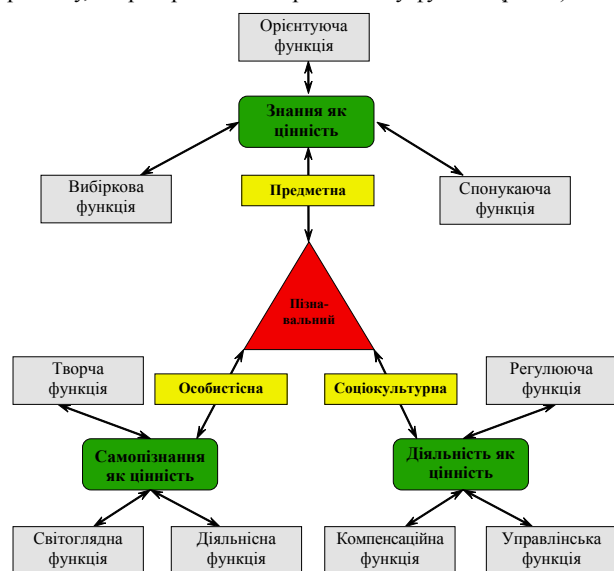 Орієнтуюча
функція
Знання як
цінність
Вибіркова
функція
Предметна
Спонукаюча
функція
Пізна-
вальний
Творча
функція
Особистісна
Соціокультурна
Регулююча
функція
Самопізнання
як цінність
Діяльність як
цінність
Світоглядна
функція
Діяльнісна
функція
Компенсаційна
функція
Управлінська
функція